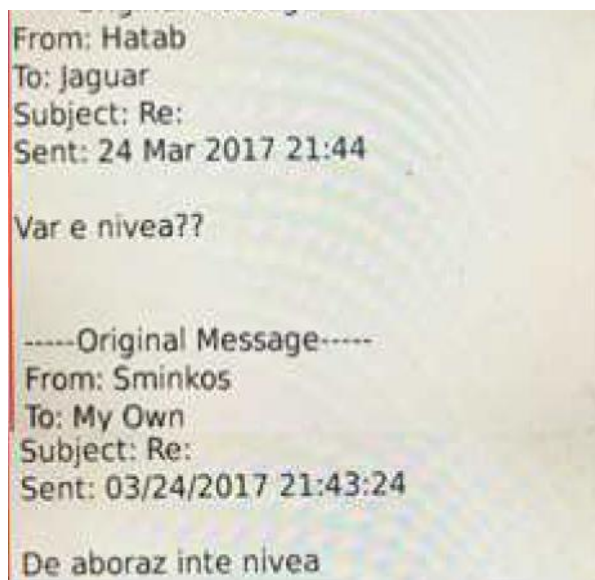 From: Hatab
To: Jaguar
Subject: Re:
Sent: 24 Mar 2017 21:44
Var e nivea??
-----Original Message-----
From: Sminkos
To: My Own
Subject: Re:
Sent: 03/24/2017 21:43:24
De aboraz inte nivea